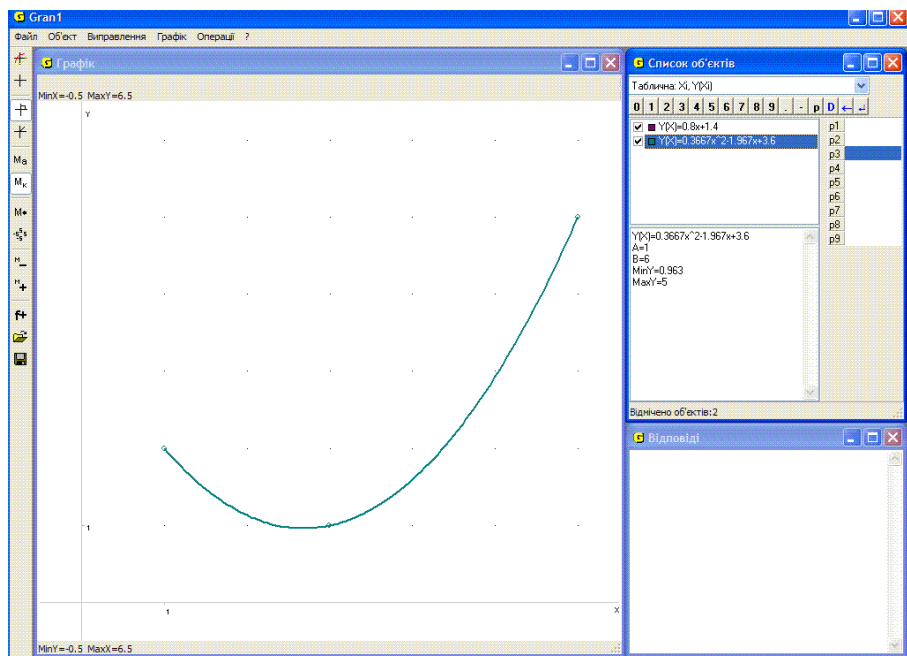 Gran1
Файл Об'єкт Виправлення Графік Операції ?
Графік
MinX=-0.5 MaxY=6.5
Y
1
1
X
MinY=-0.5 MaxX=6.5
Ma
Мк
M
M
f+
Список об'єктів
Таблична: Xi, Y(Xi)
0 1 2 3 4 5 6 7 8 9 . - p D ← ↵
Y(X)=0.8x+1.4
Y(X)=0.3667x^2-1.967x+3.6
p1
p2
p3
p4
p5
p6
p7
p8
p9
Y(X)=0.3667x^2-1.967x+3.6
A=1
B=6
MinY=0.963
MaxY=5
Відмічено об'єктів:2
Відповіді